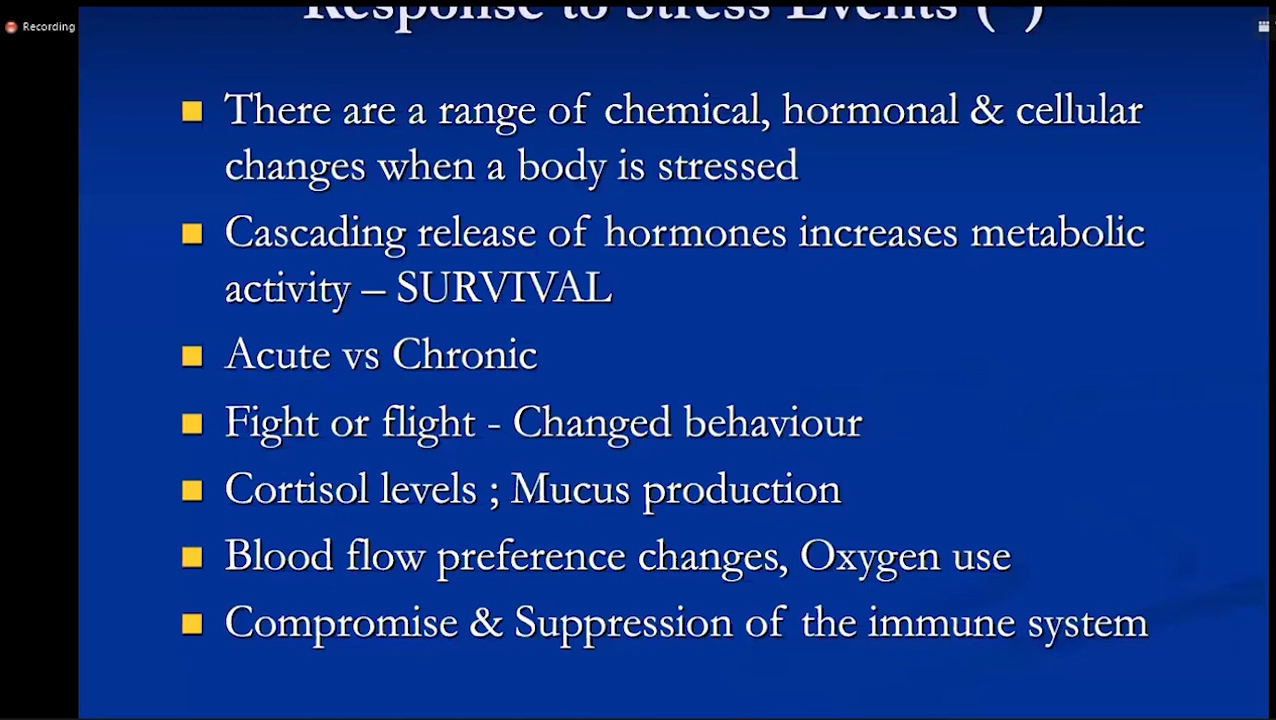 Recording
Response to Stress Events (
There are a range of chemical, hormonal & cellular
changes when a body is stressed
Cascading release of hormones increases metabolic
activity – SURVIVAL
Acute vs Chronic
Fight or flight - Changed behaviour
Cortisol levels ; Mucus production
Blood flow preference changes, Oxygen use
Compromise & Suppression of the immune system